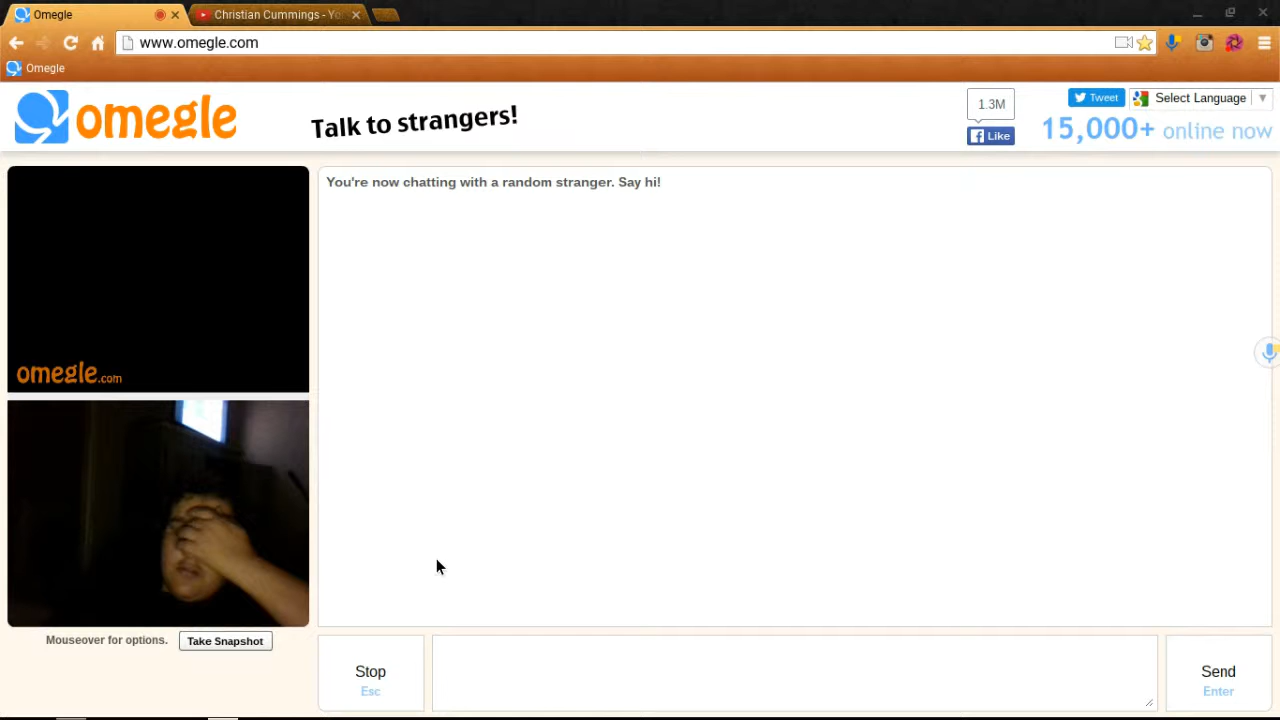 Omegle
Christian Cummings - Yo
www.omegle.com
Omegle
omegle
Talk to strangers!
1.3M
Like
Tweet
Select Language
15,000+ online now
You're now chatting with a random stranger. Say hi!
omegle.com
Mouseover for options.
Take Snapshot
Stop
Esc
Send
Enter